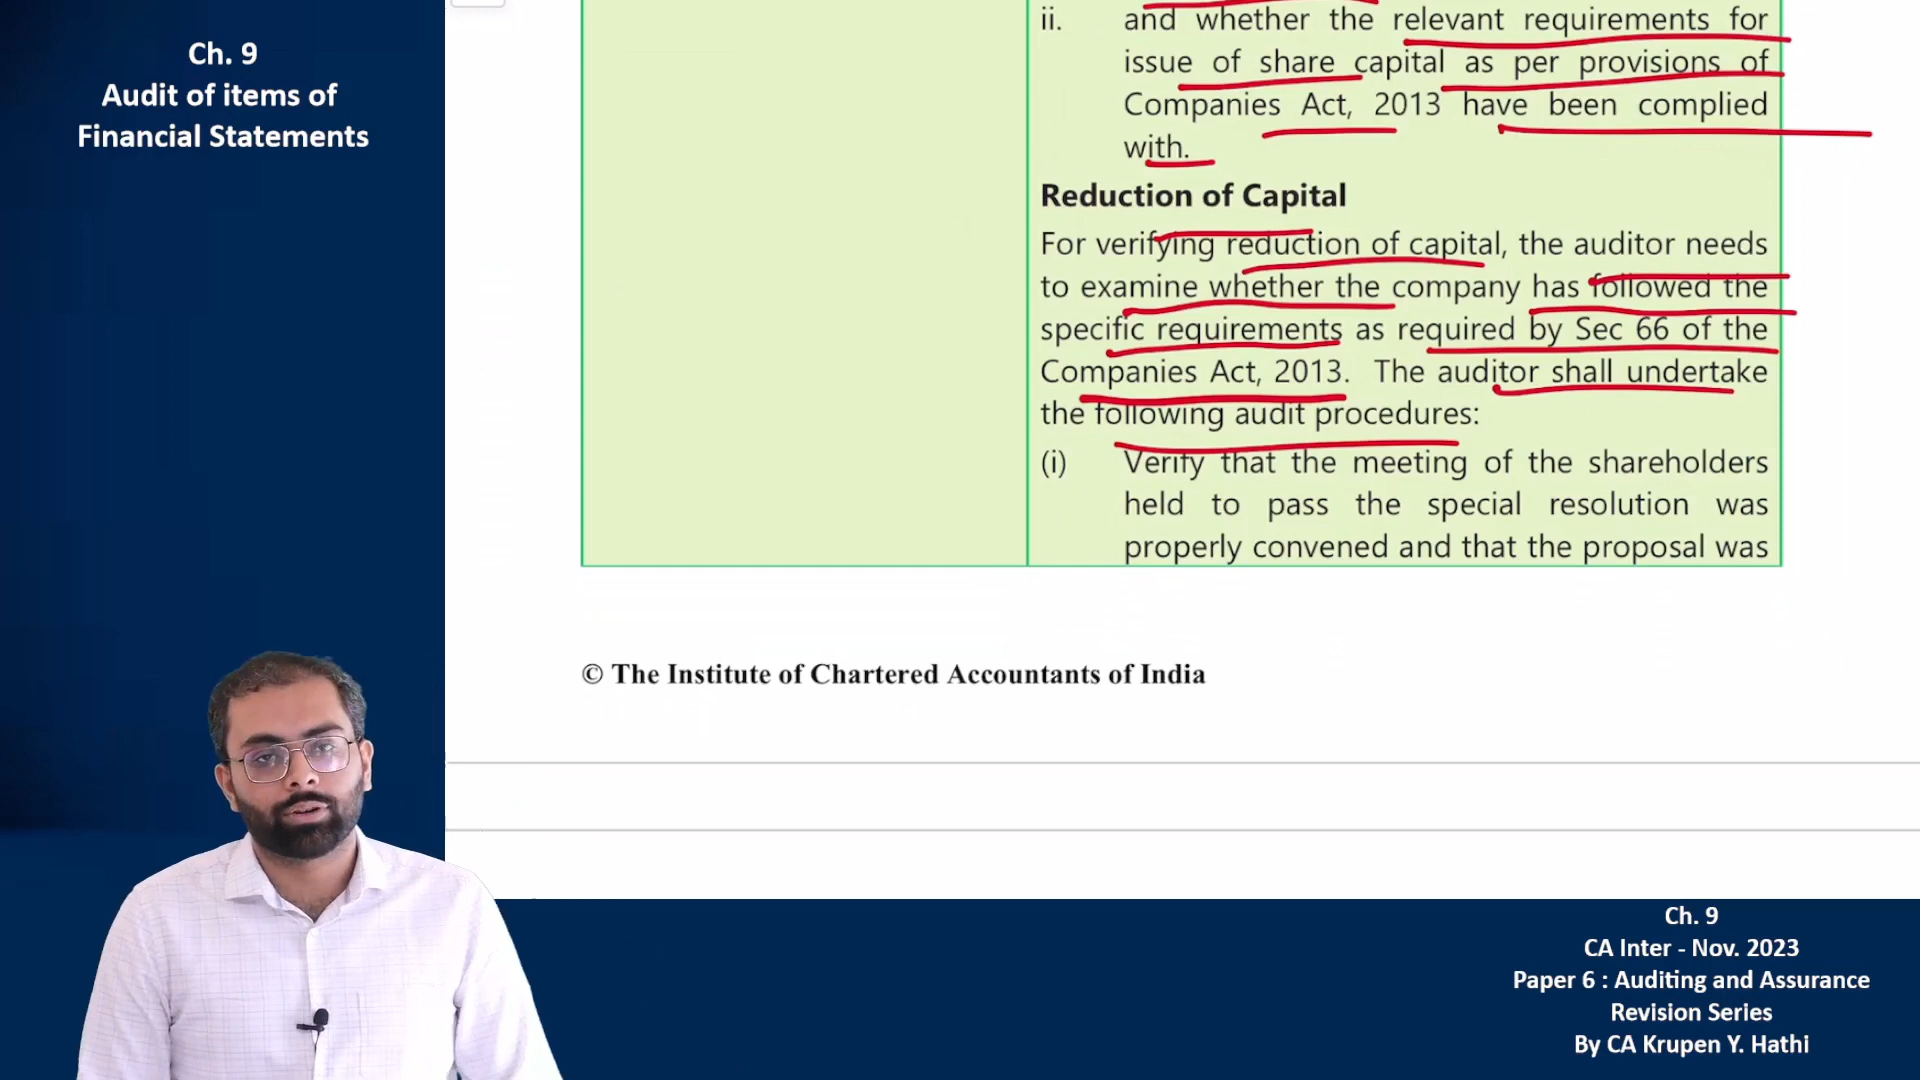 Ch. 9
Audit of items of
Financial Statements
ii. and whether the relevant requirements for
issue of share capital as per provisions of
Companies Act, 2013 have been complied
with.
Reduction of Capital
For verifying reduction of capital, the auditor needs
to examine whether the company has followed the
specific requirements as required by Sec 66 of the
Companies Act, 2013. The auditor shall undertake
the following audit procedures:
(i) Verify that the meeting of the shareholders
held to pass the special resolution was
properly convened and that the proposal was
© The Institute of Chartered Accountants of India
Ch. 9
CA Inter - Nov. 2023
Paper 6 : Auditing and Assurance
Revision Series
By CA Krupen Y. Hathi